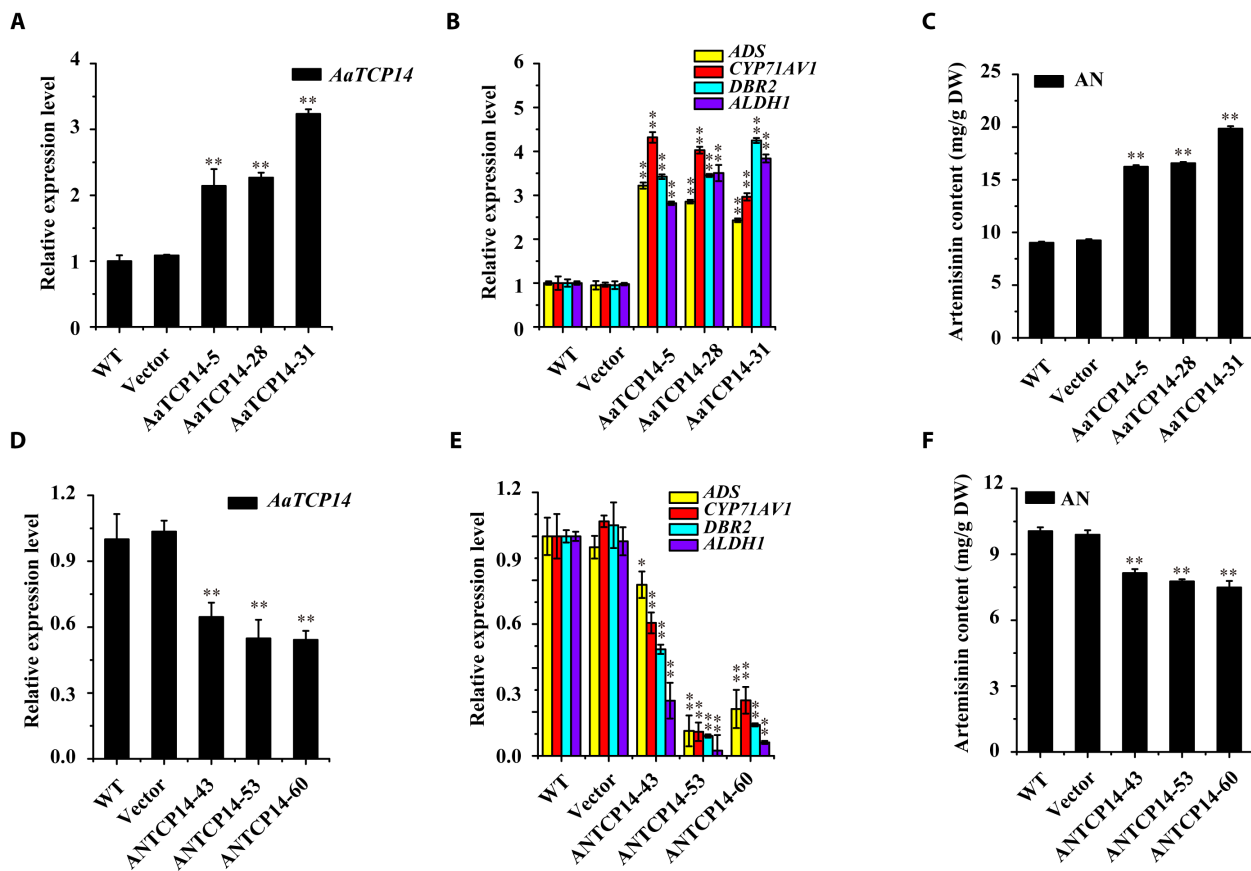 A
Relative expression level
4
3
2
1
0
AaTCP14
**
**
**
WT
Vector
AaTCP14-5
AaTCP14-28
AaTCP14-31
B
Relative expression level
6
5
4
3
2
1
0
ADS
CYP71AV1
DBR2
ALDH1
**
**
**
**
**
**
**
**
**
**
**
**
WT
Vector
AaTCP14-5
AaTCP14-28
AaTCP14-31
C
Artemisinin content (mg/g DW)
25
20
15
10
5
0
AN
**
**
**
WT
Vector
AaTCP14-5
AaTCP14-28
AaTCP14-31
D
Relative expression level
1.2
0.9
0.6
0.3
0.0
AaTCP14
**
**
**
WT
Vector
ANTCP14-43
ANTCP14-53
ANTCP14-60
E
Relative expression level
1.2
0.9
0.6
0.3
0.0
ADS
CYP71AV1
DBR2
ALDH1
*
**
**
**
**
**
**
**
**
**
**
**
WT
Vector
ANTCP14-43
ANTCP14-53
ANTCP14-60
F
Artemisinin content (mg/g DW)
12
9
6
3
0
AN
**
**
**
WT
Vector
ANTCP14-43
ANTCP14-53
ANTCP14-60